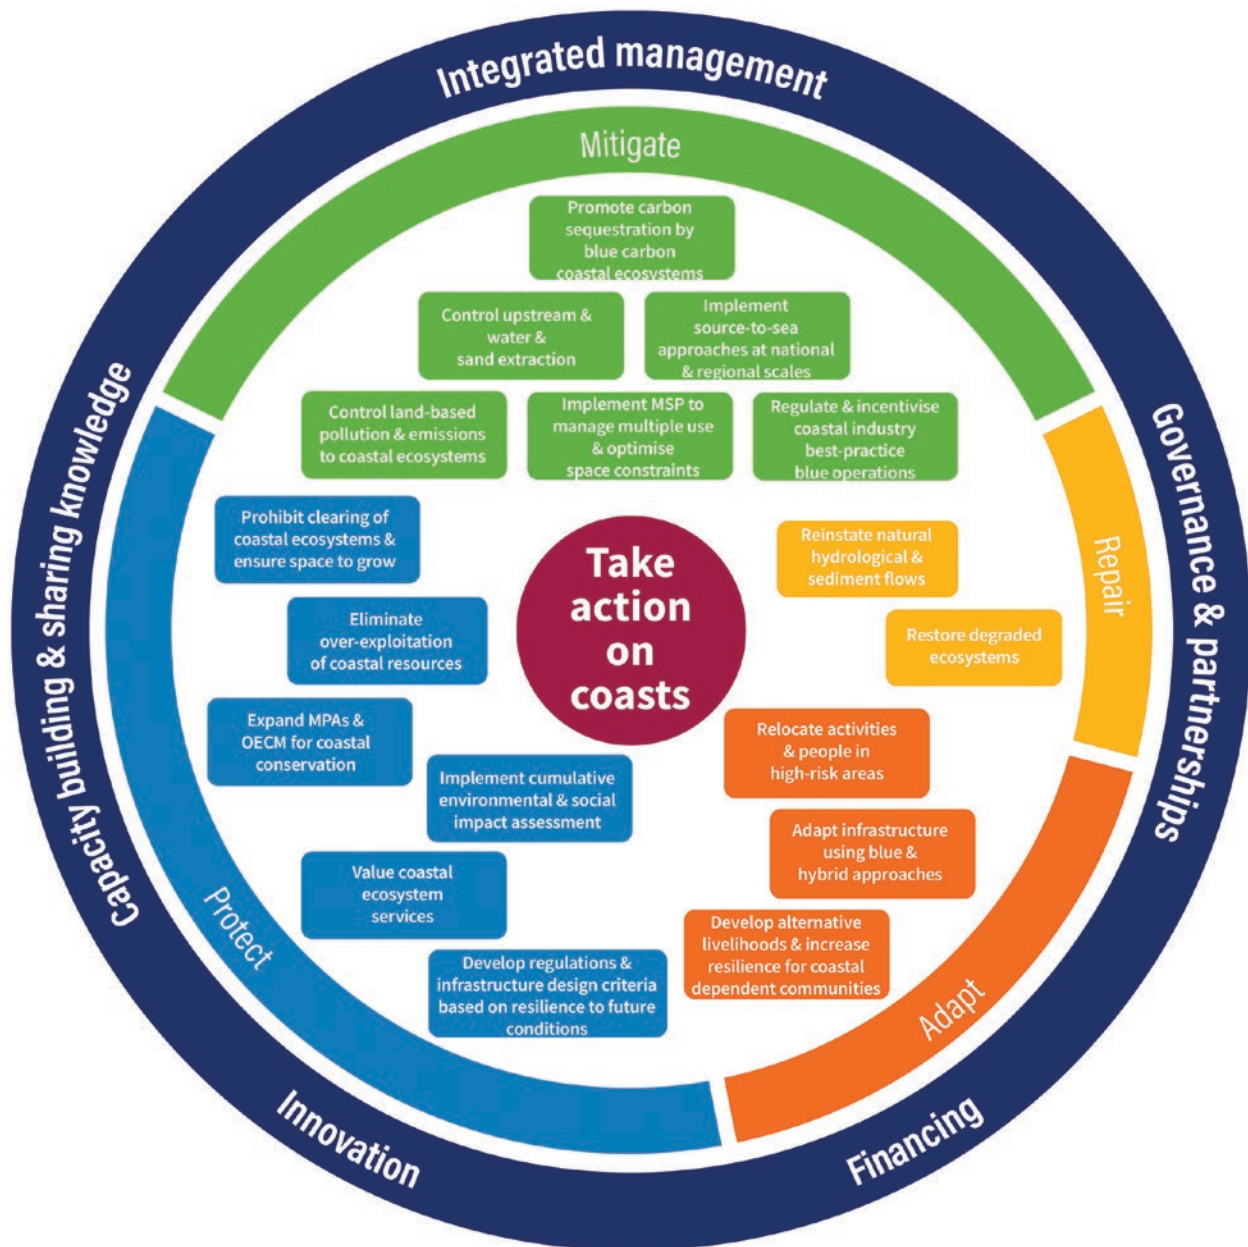 Integrated management
Mitigate
Promote carbon
sequestration by
blue carbon
coastal ecosystems
Control upstream &
water &
sand extraction
Implement
source-to-sea
approaches at national
& regional scales
Control land-based
pollution & emissions
to coastal ecosystems
Implement MSP to
manage multiple use
& optimise
space constraints
Regulate & incentivise
coastal industry
best-practice
blue operations
Governance & partnerships
Repair
Reinstate natural
hydrological &
sediment flows
Restore degraded
ecosystems
Take
action
on
coasts
Capacity building & sharing knowledge
Protect
Prohibit clearing of
coastal ecosystems &
ensure space to grow
Eliminate
over-exploitation
of coastal resources
Expand MPAs &
OECM for coastal
conservation
Implement cumulative
environmental & social
impact assessment
Value coastal
ecosystem
services
Develop regulations &
infrastructure design criteria
based on resilience to future
conditions
Relocate activities
& people in
high-risk areas
Adapt infrastructure
using blue &
hybrid approaches
Develop alternative
livelihoods & increase
resilience for coastal
dependent communities
Adapt
Innovation
Financing